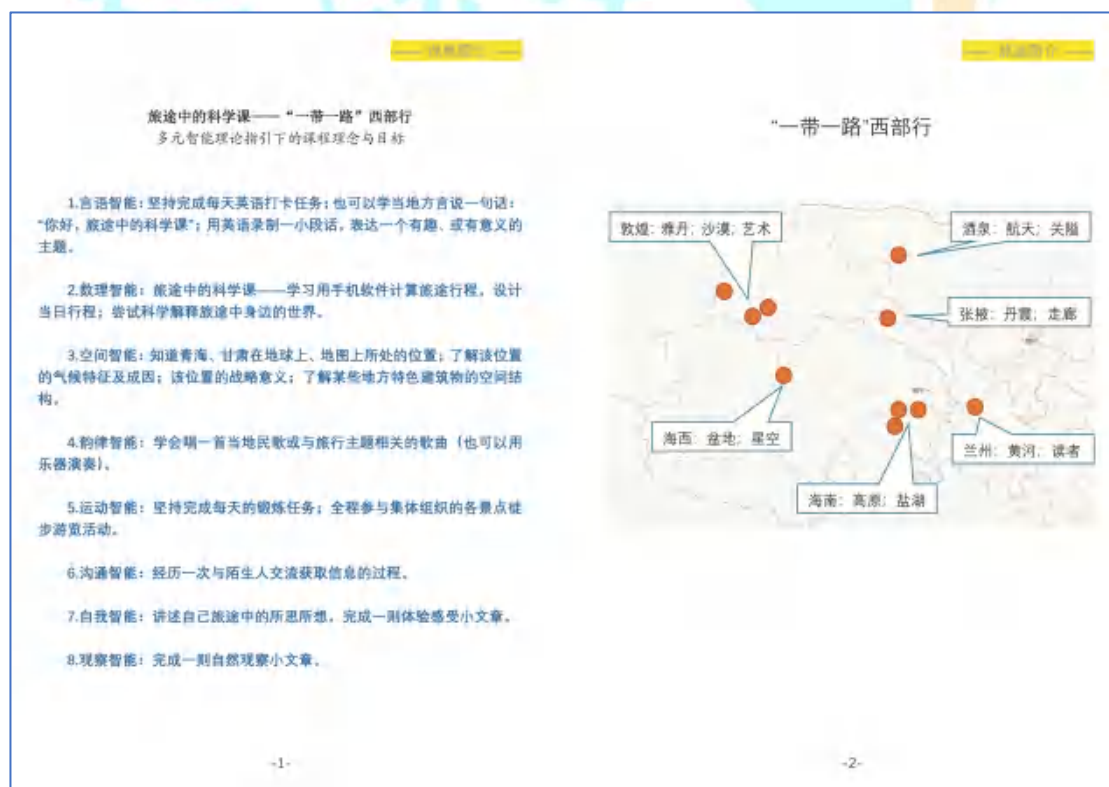 旅途中的科学课——“一带一路”西部行
多元智能理论指引下的课程理念与目标
1.言语智能：坚持完成每天英语打卡任务；也可以学当地方言说一句话：
“你好，旅途中的科学课”；用英语录制一小段话，表达一个有趣、或有意义的
主题。
2.数理智能：旅途中的科学课——学习用手机软件计算旅途行程，设计
当日行程；尝试科学解释旅途中身边的世界。
3.空间智能：知道青海、甘肃在地球上、地图上所处的位置；了解该位置
的气候特征及成因；该位置的战略意义；了解某些地方特色建筑物的空间结
构。
4.韵律智能：学会唱一首当地民歌或与旅行主题相关的歌曲（也可以用
乐器演奏）。
5.运动智能：坚持完成每天的锻炼任务；全程参与集体组织的各景点徒
步游览活动。
6.沟通智能：经历一次与陌生人交流获取信息的过程。
7.自我智能：讲述自己旅途中的所思所想，完成一则体验感受小文章。
8.观察智能：完成一则自然观察小文章。
-1-
“一带一路”西部行
敦煌：雅丹；沙漠；艺术
酒泉：航天；关隘
张掖：丹霞；走廊
海西：盆地；星空
兰州：黄河；读者
海南：高原；盐湖
-2-